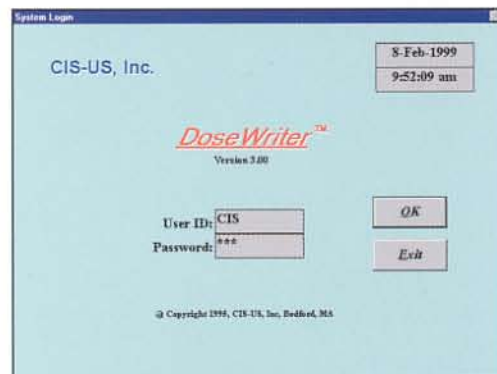 System Login
CIS-US, Inc.
8-Feb-1999
9:52:09 am
DoseWriter™
Version 3.00
User ID: CIS
OK
Password: ***
Exit
@ Copyright 1998, CIS-US, Inc, Bedford, MA